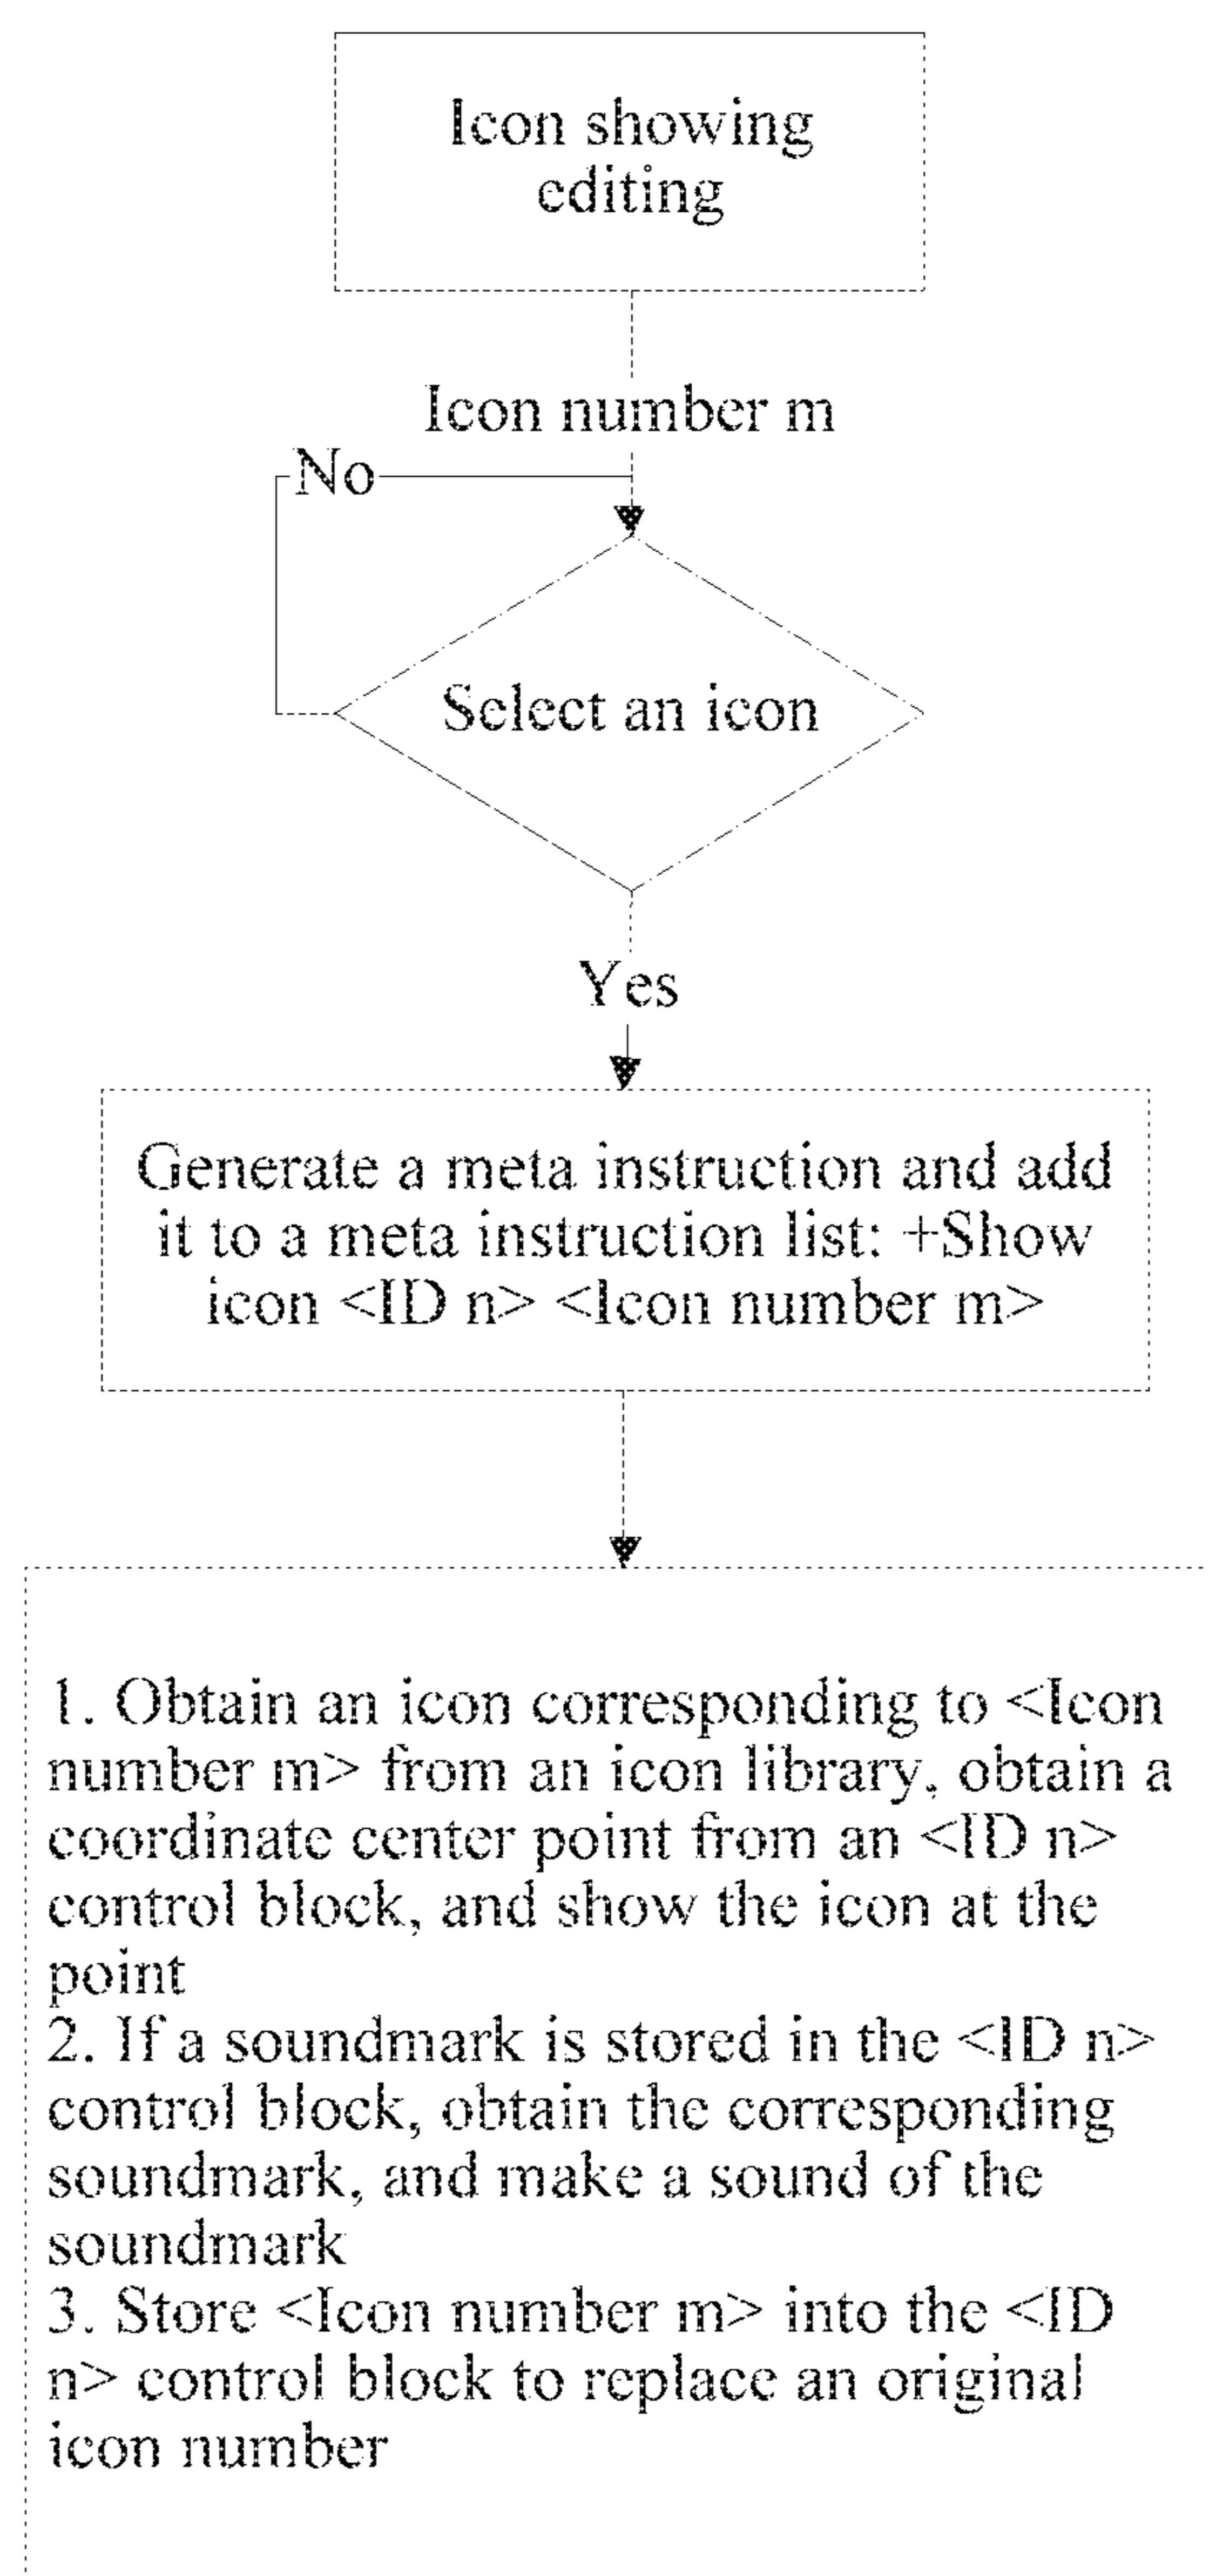 Icon showing
editing
Icon number m
No
Select an icon
Yes
Generate a meta instruction and add
it to a meta instruction list: +Show
icon <ID n> <Icon number m>
1. Obtain an icon corresponding to <Icon
number m> from an icon library, obtain a
coordinate center point from an <ID n>
control block, and show the icon at the
point
2. If a soundmark is stored in the <ID n>
control block, obtain the corresponding
soundmark, and make a sound of the
soundmark
3. Store <Icon number m> into the <ID
n> control block to replace an original
icon number